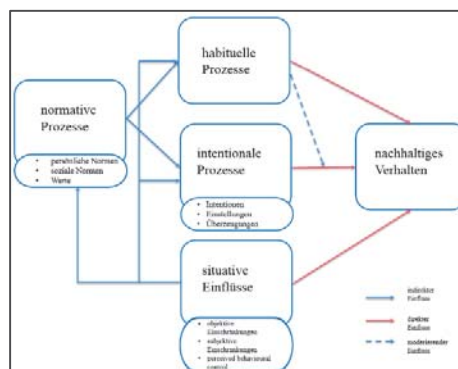 habituelle
Prozesse
normative
Prozesse
persönliche Normen
soziale Normen
Werte
intentionale
Prozesse
Intentionen
Einstellungen
Überzeugungen
nachhaltiges
Verhalten
situative
Einflüsse
objektive
Einschränkungen
subjektive
Einschränkungen
perceived behavioural
control
indirekter
Einfluss
direkter
Einfluss
moderierender
Einfluss